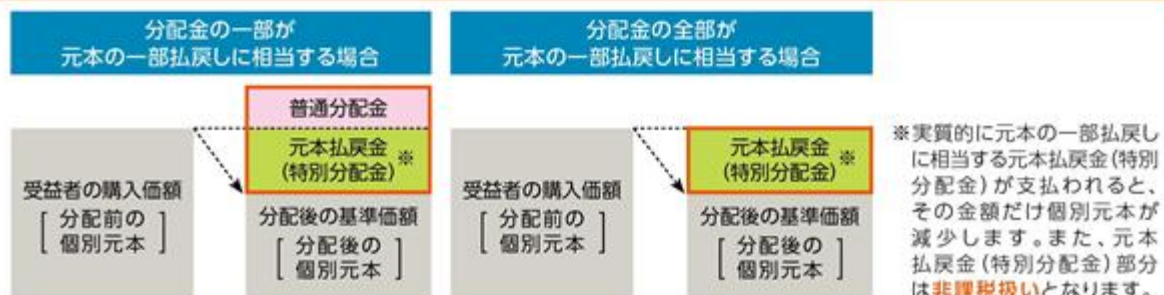 分配金の一部が
元本の一部払戻しに相当する場合
普通分配金
元本払戻金
(特別分配金)※
受益者の購入価額
[分配前の
個別元本]
分配後の基準価額
[分配後の
個別元本]
分配金の全部が
元本の一部払戻しに相当する場合
元本払戻金
(特別分配金)※
受益者の購入価額
[分配前の
個別元本]
分配後の基準価額
[分配後の
個別元本]
※実質的に元本の一部払戻し
に相当する元本払戻金(特別
分配金)が支払われると、
その金額だけ個別元本が
減少します。また、元本
払戻金(特別分配金)部分
は非課税扱いとなります。